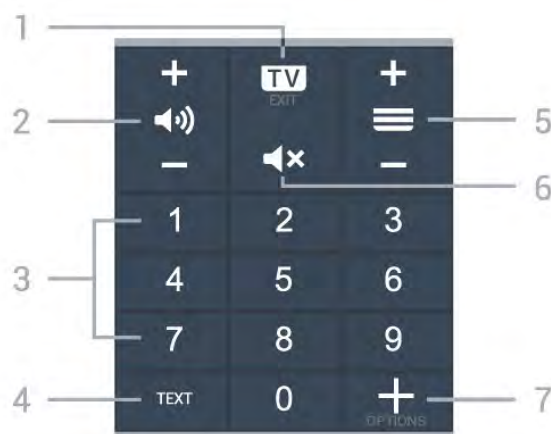 1
+ TV +
EXIT
2 5
− −
6
1 2 3
3
4 5 6
7 8 9
4 TEXT 0 + 7
OPTIONS